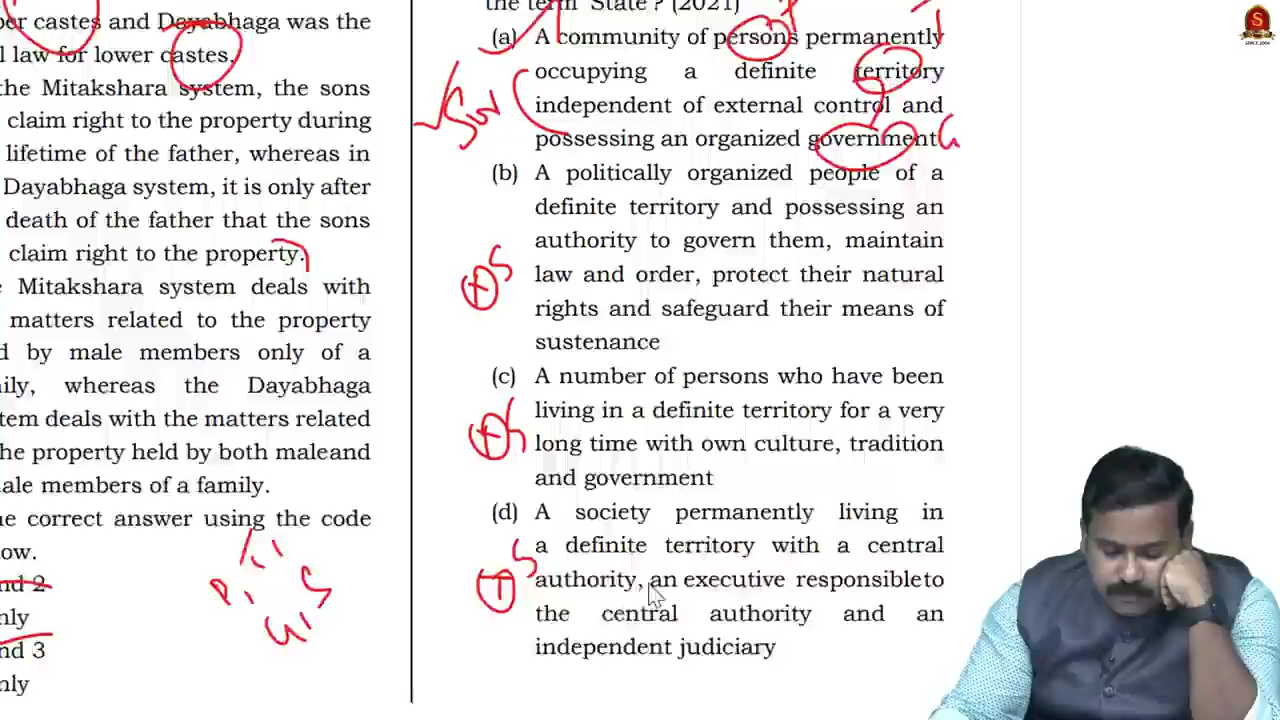 per castes and Dayabhaga was the
l law for lower castes.
the Mitakshara system, the sons
claim right to the property during
lifetime of the father, whereas in
Dayabhaga system, it is only after
death of the father that the sons
claim right to the property.
Mitakshara system deals with
matters related to the property
d by male members only of a
ily, whereas the Dayabhaga
tem deals with the matters related
he property held by both maleand
ale members of a family.
e correct answer using the code
ow.
nd 2
nly
nd 3
nly
P, T, G, S
the term 'State'? (2021)
(a) A community of persons permanently
occupying a definite territory
independent of external control and
possessing an organized government
Sov
G
(b) A politically organized people of a
definite territory and possessing an
authority to govern them, maintain
law and order, protect their natural
rights and safeguard their means of
sustenance
S
(c) A number of persons who have been
living in a definite territory for a very
long time with own culture, tradition
and government
S
(d) A society permanently living in
a definite territory with a central
authority, an executive responsibleto
the central authority and an
independent judiciary
S
S